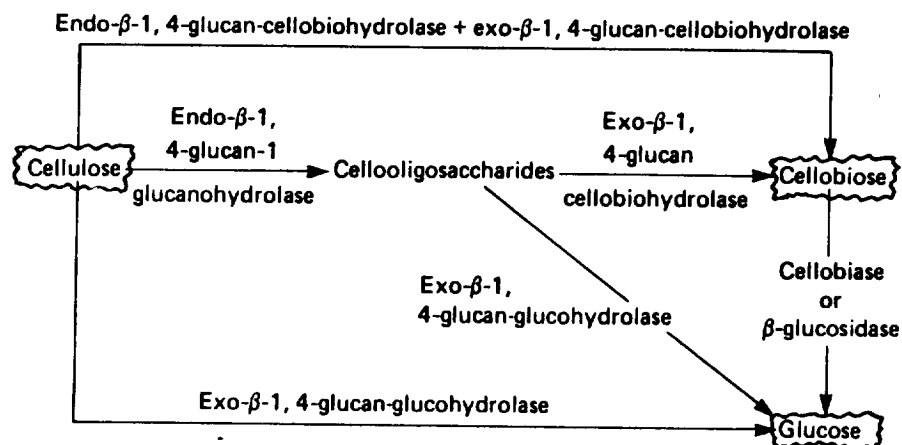 Endo-β-1, 4-glucan-cellobiohydrolase + exo-β-1, 4-glucan-cellobiohydrolase
Endo-β-1,
4-glucan-1
glucanohydrolase
Exo-β-1,
4-glucan
cellobiohydrolase
Cellulose
Cellooligosaccharides
Cellobiose
Exo-β-1,
4-glucan-glucohydrolase
Cellobiase
or
β-glucosidase
Exo-β-1, 4-glucan-glucohydrolase
Glucose